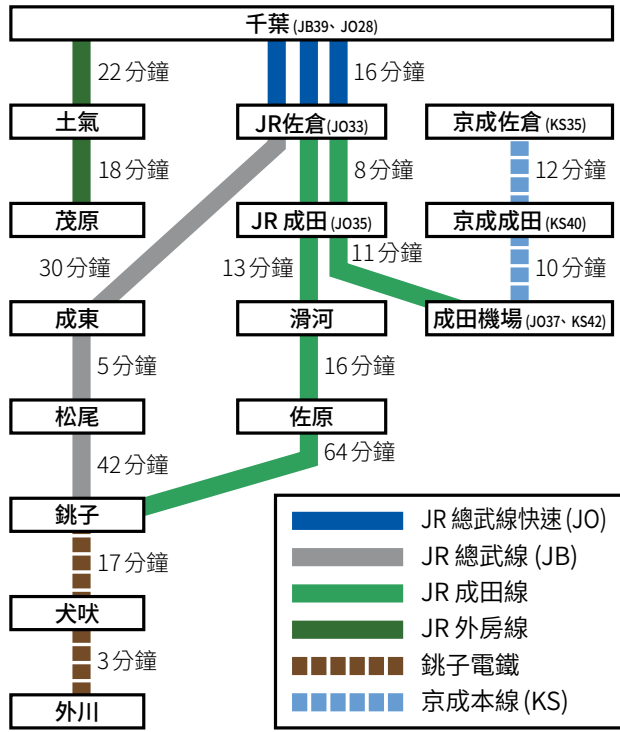 千葉 (JB39、JO28)
22分鐘
16分鐘
土氣
JR佐倉(JO33)
京成佐倉 (KS35)
18分鐘
8分鐘
12分鐘
茂原
JR 成田 (JO35)
京成成田 (KS40)
30分鐘
13分鐘
11分鐘
10分鐘
成東
滑河
成田機場 (JO37、KS42)
5分鐘
16分鐘
松尾
佐原
42分鐘
64分鐘
銚子
17分鐘
犬吠
3分鐘
外川
JR 總武線快速 (JO)
JR 總武線 (JB)
JR 成田線
JR 外房線
銚子電鐵
京成本線 (KS)